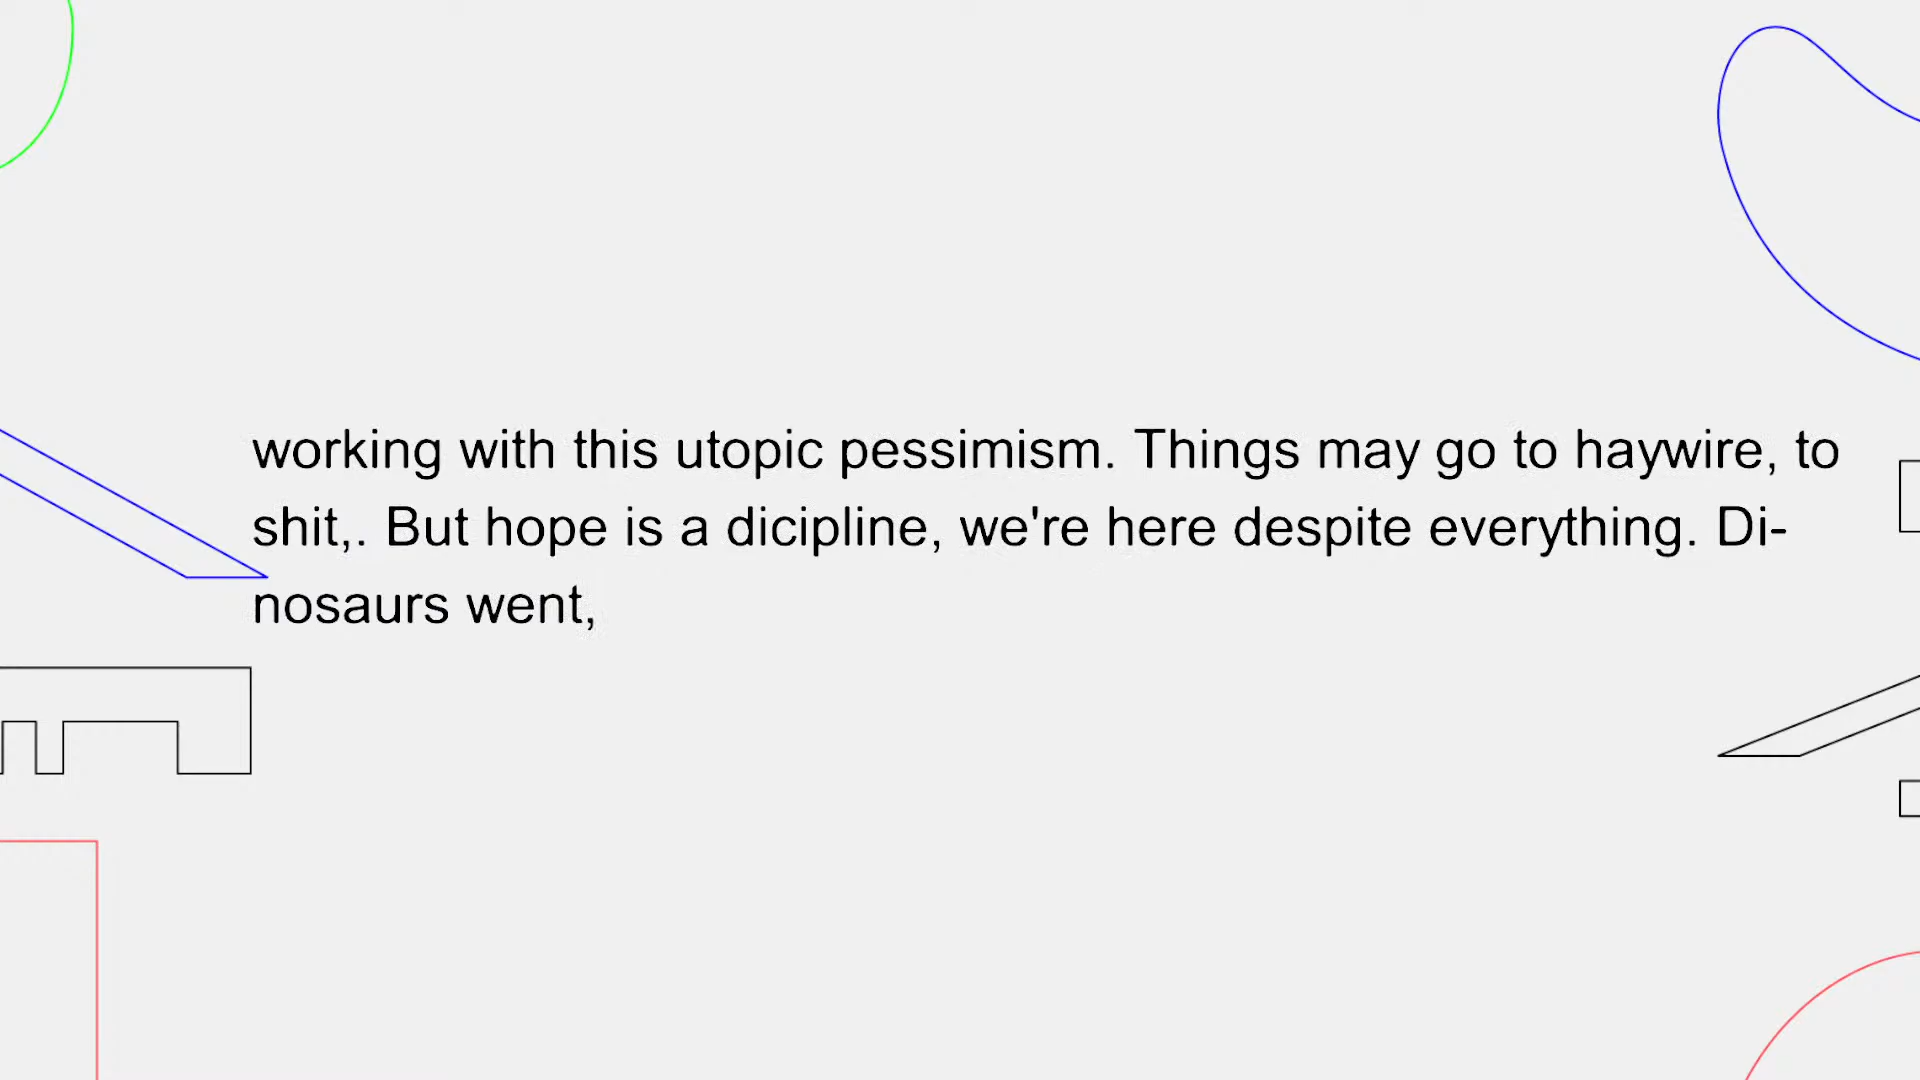 working with this utopic pessimism. Things may go to haywire, to
shit,. But hope is a dicipline, we're here despite everything. Di-
nosaurs went,